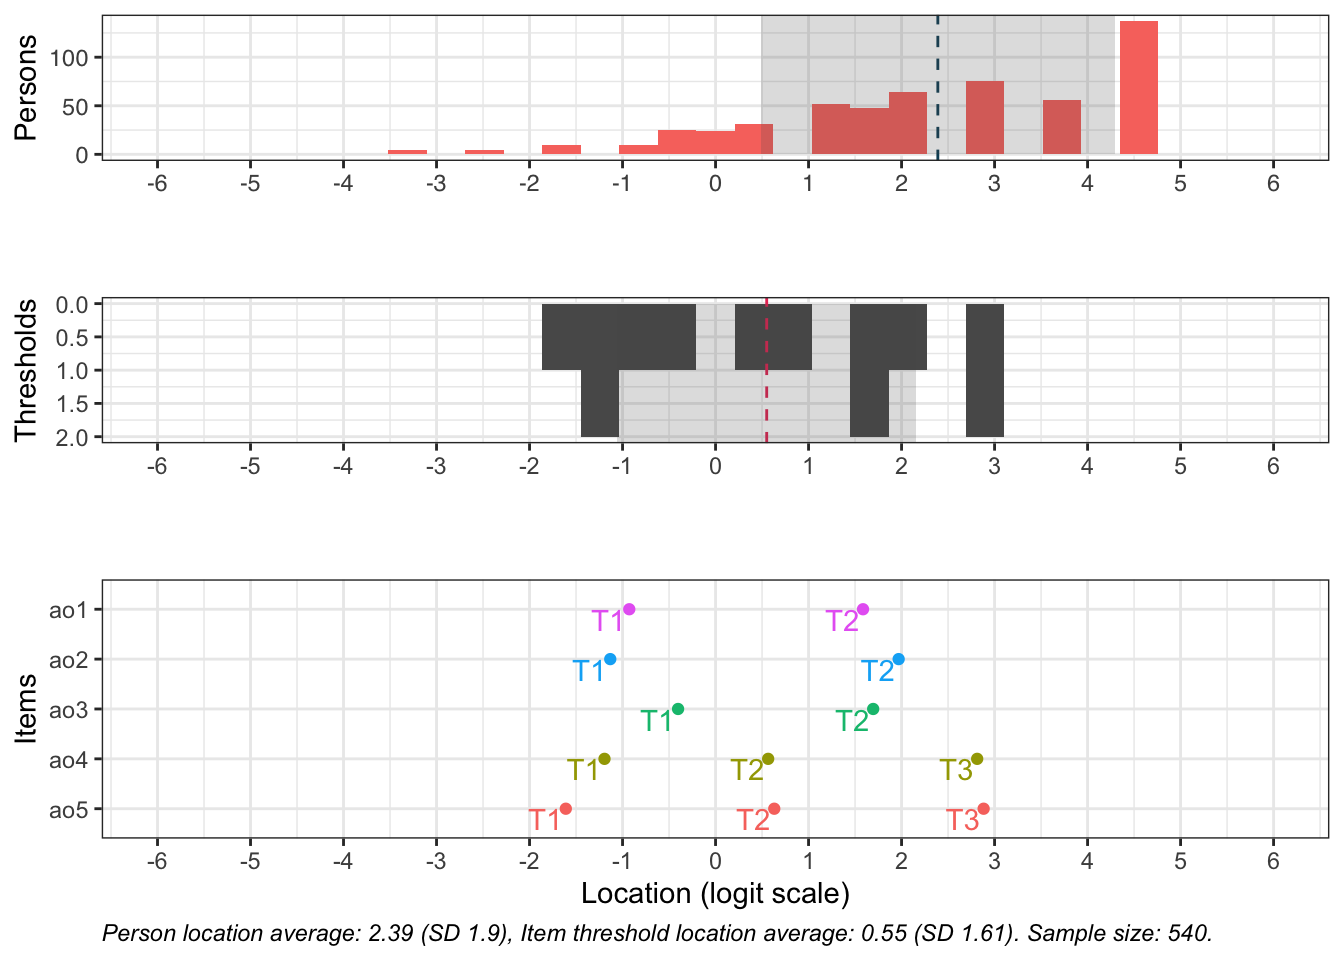 Persons
100
50
0
-6 -5 -4 -3 -2 -1 0 1 2 3 4 5 6
Thresholds
0.0
0.5
1.0
1.5
2.0
-6 -5 -4 -3 -2 -1 0 1 2 3 4 5 6
Items
ao1 T1 T2
ao2 T1 T2
ao3 T1 T2
ao4 T1 T2 T3
ao5 T1 T2 T3
-6 -5 -4 -3 -2 -1 0 1 2 3 4 5 6
Location (logit scale)
Person location average: 2.39 (SD 1.9), Item threshold location average: 0.55 (SD 1.61). Sample size: 540.